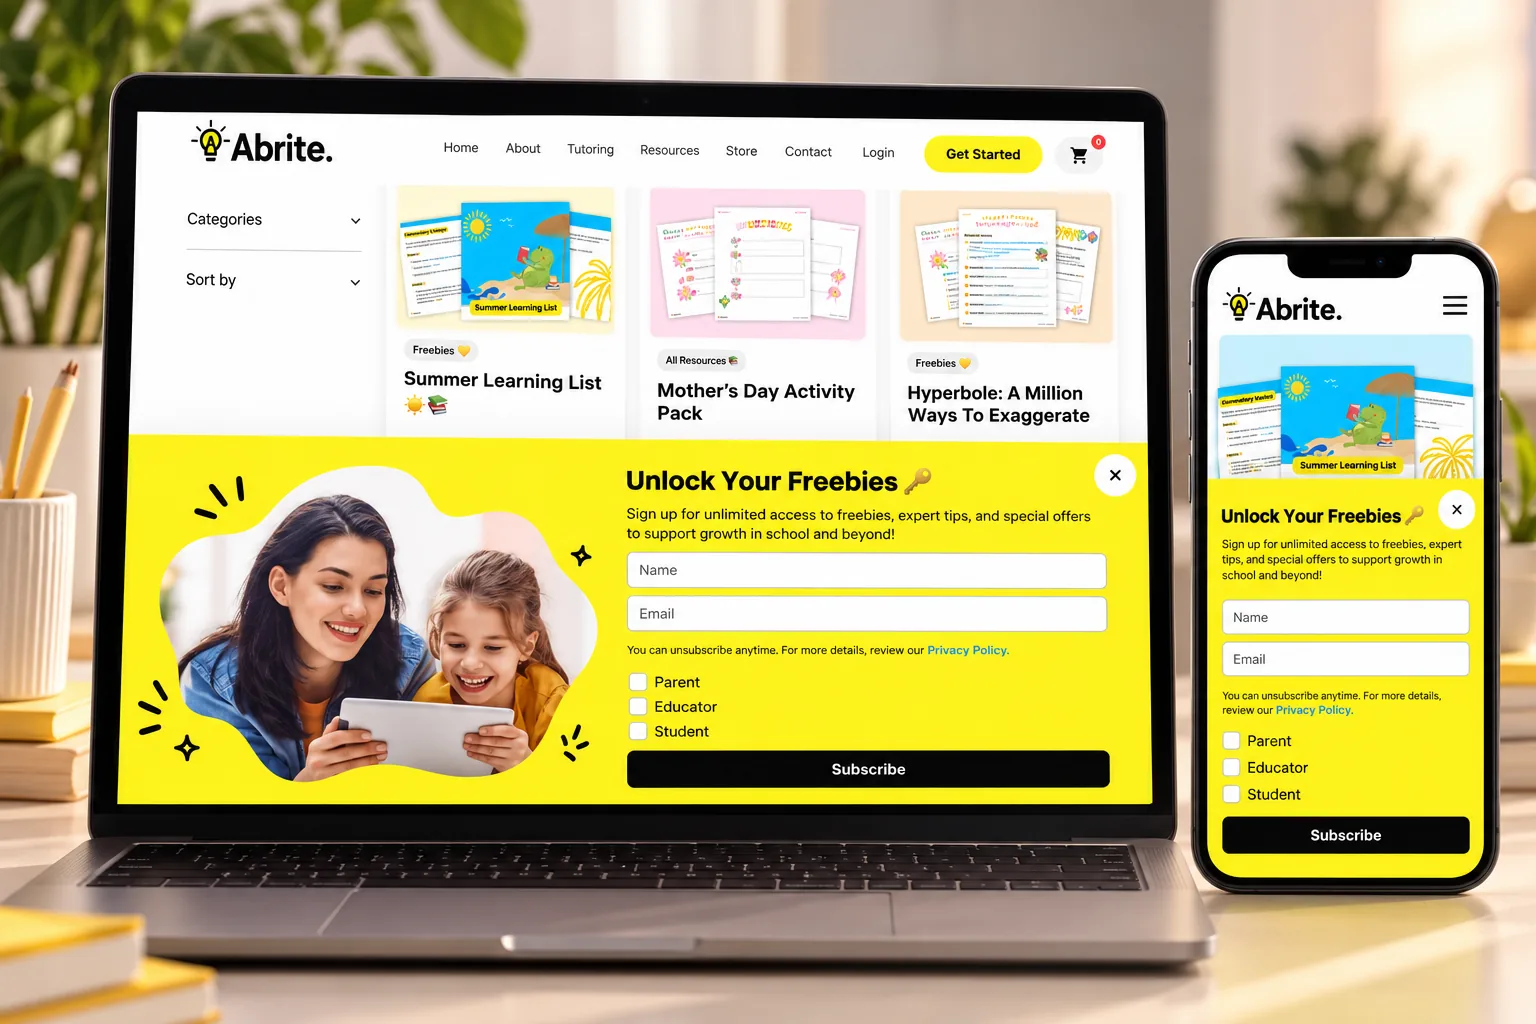 Abrite.
Home About Tutoring Resources Store Contact Login Get Started 0
Categories
Sort by
Summer Learning List
Freebies 💛
Summer Learning List
☀️📚
All Resources 📚
Mother's Day Activity
Pack
Freebies 💛
Hyperbole: A Million
Ways To Exaggerate
Unlock Your Freebies 🔑
Sign up for unlimited access to freebies, expert tips, and special offers
to support growth in school and beyond!
Name
Email
You can unsubscribe anytime. For more details, review our Privacy Policy.
Parent
Educator
Student
Subscribe
Abrite.
Summer Learning List
Unlock Your Freebies 🔑
Sign up for unlimited access to freebies, expert
tips, and special offers to support growth in
school and beyond!
Name
Email
You can unsubscribe anytime. For more details,
review our Privacy Policy.
Parent
Educator
Student
Subscribe